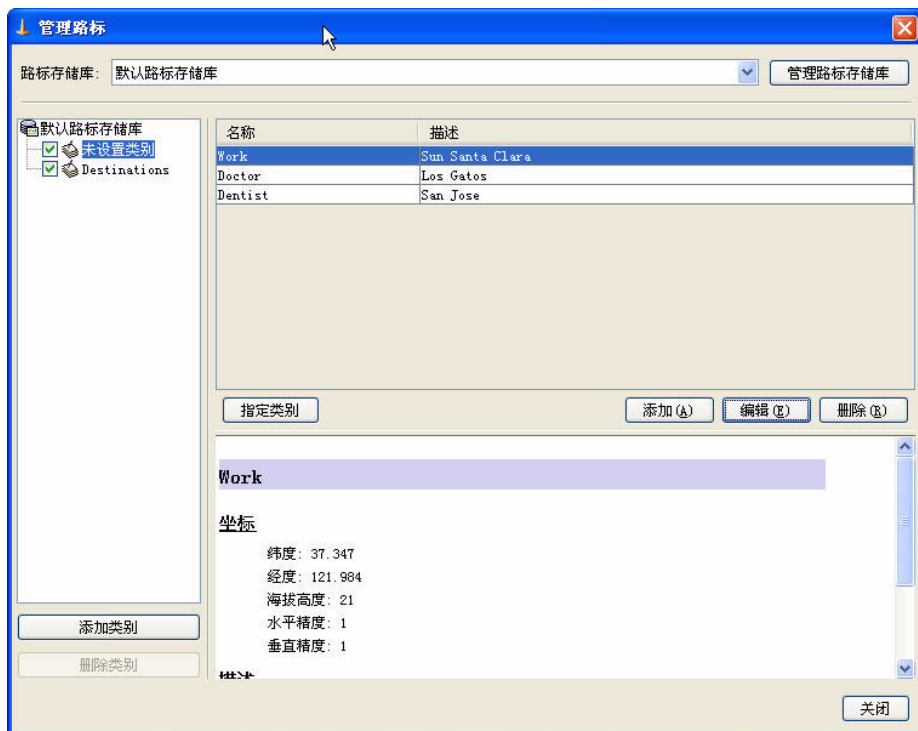 管理路标
路标存储库: 默认路标存储库 管理路标存储库
默认路标存储库
未设置类别
Destinations
名称 描述
Work Sun Santa Clara
Doctor Los Gatos
Dentist San Jose
指定类别 添加(A) 编辑(E) 删除(R)
Work
坐标
纬度: 37.347
经度: 121.984
海拔高度: 21
水平精度: 1
垂直精度: 1
描述
添加类别
删除类别
关闭